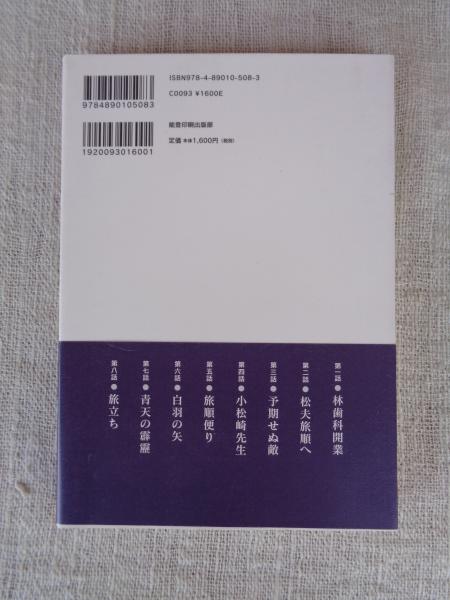 ISBN978-4-89010-508-3
C0093 ¥1600E
9784890105083
能登印刷出版部
定価 本体1,600円（税別）
1920093016001
第一話●林歯科開業
第二話●松夫旅順へ
第三話●予期せぬ敵
第四話●小松崎先生
第五話●旅順便り
第六話●白羽の矢
第七話●青天の霹靂
第八話●旅立ち